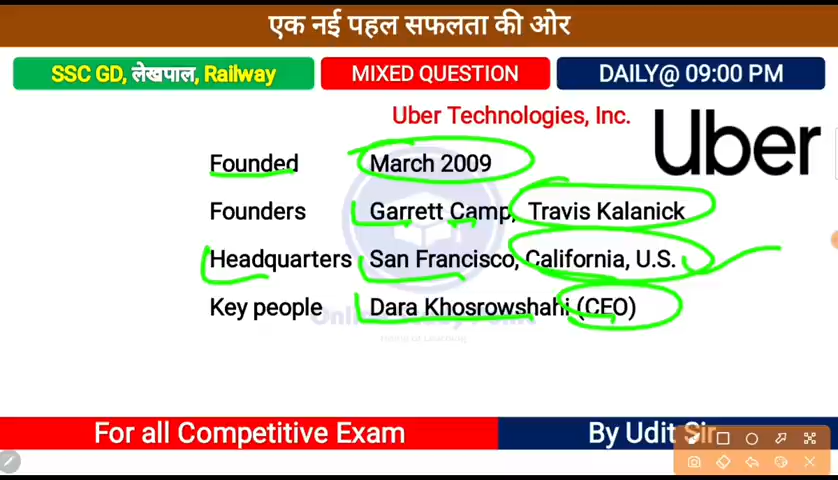 एक नई पहल सफलता की ओर
SSC GD, लेखपाल, Railway
MIXED QUESTION
DAILY@ 09:00 PM
Uber Technologies, Inc.
Uber
Founded March 2009
Founders Garrett Camp, Travis Kalanick
Headquarters San Francisco, California, U.S.
Key people Dara Khosrowshahi (CEO)
For all Competitive Exam
By Udit Sir